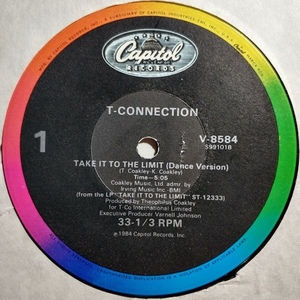 Capitol
RECORDS
T-CONNECTION
1
V-8584
TAKE IT TO THE LIMIT (Dance Version)
(T. Coakley-K. Coakley)
Time—5:05
Coakley Music, Ltd. admr. by
Irving Music Inc.-BMI
(from the LP "TAKE IT TO THE LIMIT" ST-12333)
Produced by Theophilus Coakley
for T-Co International Limited
Executive Producer Varnell Johnson
33-1/3 RPM
℗1984 Capitol Records, Inc.